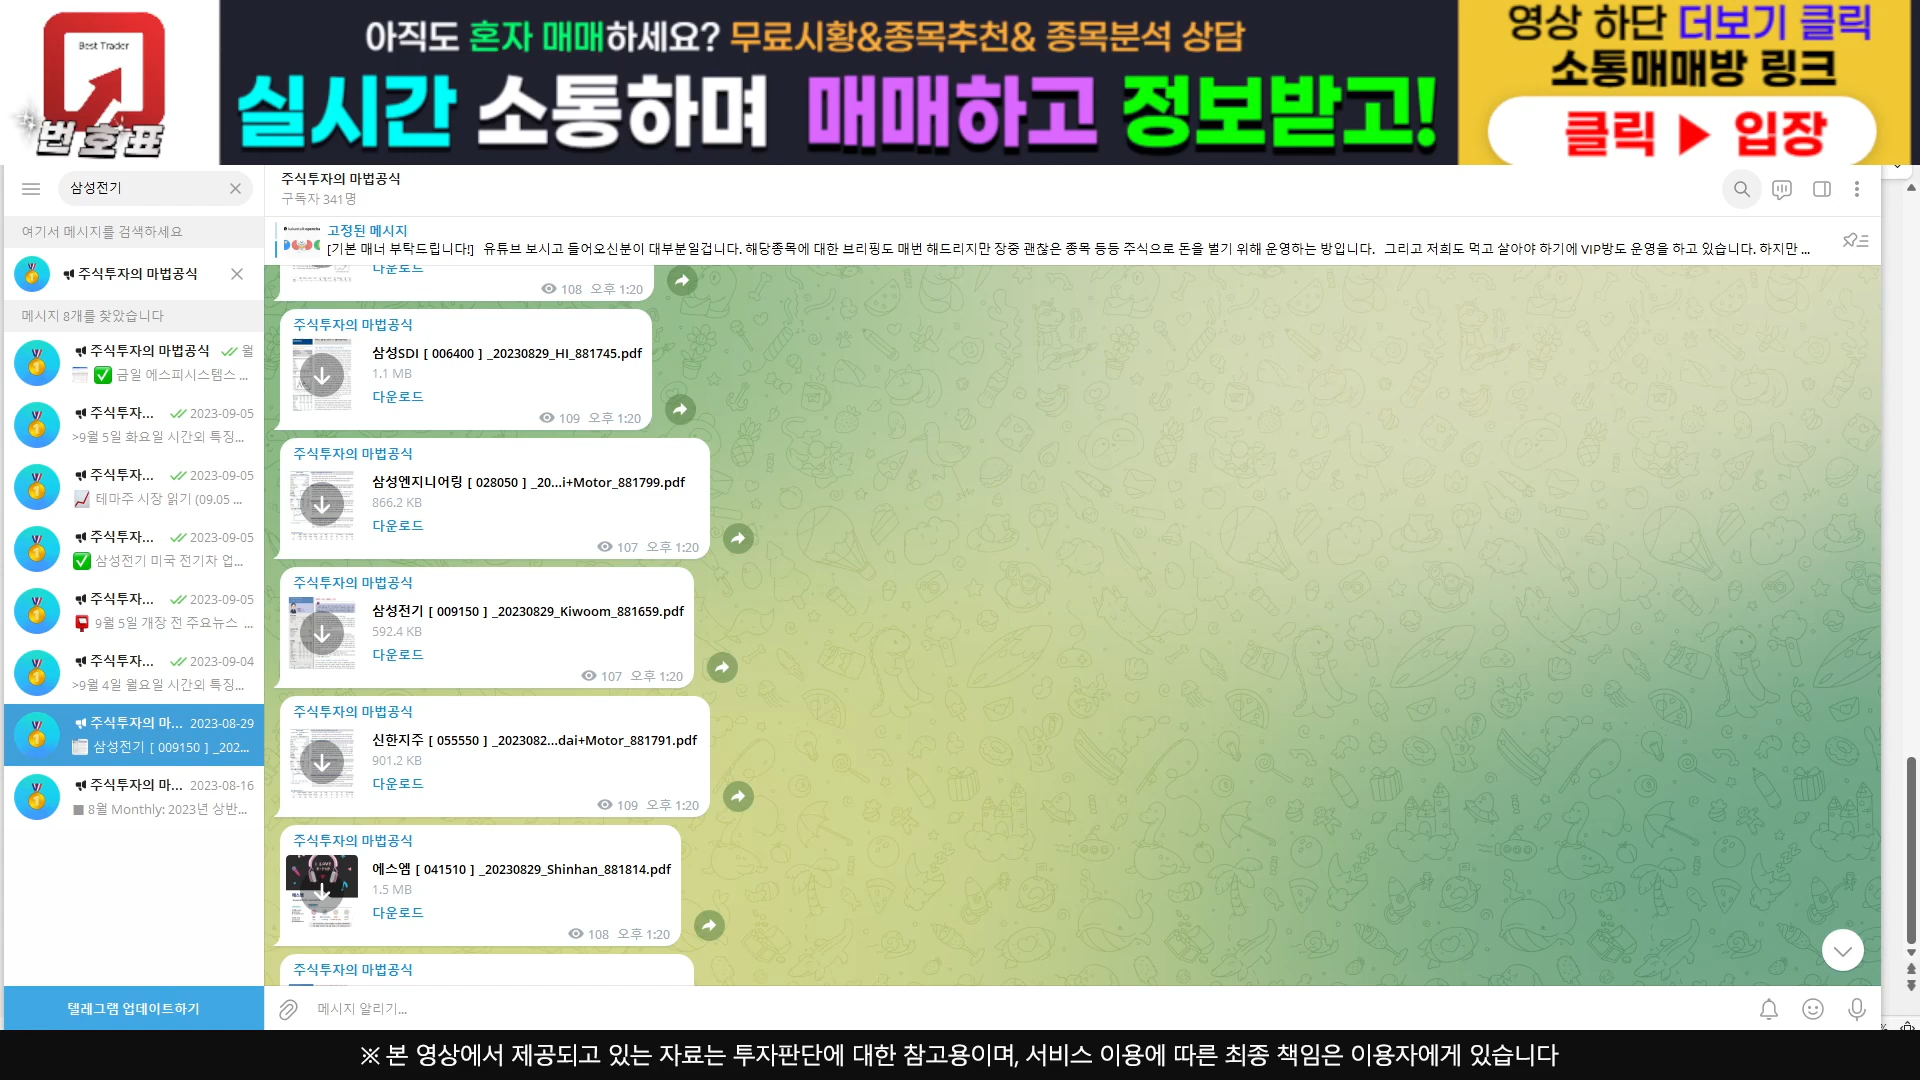 Best Trader
번호표
아직도 혼자 매매하세요? 무료시황&종목추천& 종목분석 상담
실시간 소통하며 매매하고 정보받고!
영상 하단 더보기 클릭
소통매매방 링크
클릭 ▶ 입장
삼성전기
여기서 메시지를 검색하세요
주식투자의 마법공식
메시지 8개를 찾았습니다
주식투자의 마법공식 월
✅ 금일 에스피시스템스 ...
주식투자... 2023-09-05
>9월 5일 화요일 시간외 특징...
주식투자... 2023-09-05
테마주 시장 읽기 (09.05 ...
주식투자... 2023-09-05
✅ 삼성전기 미국 전기차 업...
주식투자... 2023-09-05
9월 5일 개장 전 주요뉴스 ...
주식투자... 2023-09-04
>9월 4일 월요일 시간외 특징...
주식투자의 마... 2023-08-29
삼성전기 [ 009150 ] _202...
주식투자의 마... 2023-08-16
■ 8월 Monthly: 2023년 상반...
텔레그램 업데이트하기
주식투자의 마법공식
구독자 341명
고정된 메시지
[기본 매너 부탁드립니다!] 유튜브 보시고 들어오신분이 대부분일겁니다. 해당종목에 대한 브리핑도 매번 해드리지만 장중 괜찮은 종목 등등 주식으로 돈을 벌기 위해 운영하는 방입니다. 그리고 저희도 먹고 살아야 하기에 VIP방도 운영을 하고 있습니다. 하지만 ...
다운로드
108 오후 1:20
주식투자의 마법공식
삼성SDI [ 006400 ] _20230829_HI_881745.pdf
1.1 MB
다운로드
109 오후 1:20
주식투자의 마법공식
삼성엔지니어링 [ 028050 ] _20...i+Motor_881799.pdf
866.2 KB
다운로드
107 오후 1:20
주식투자의 마법공식
삼성전기 [ 009150 ] _20230829_Kiwoom_881659.pdf
592.4 KB
다운로드
107 오후 1:20
주식투자의 마법공식
신한지주 [ 055550 ] _2023082...dai+Motor_881791.pdf
901.2 KB
다운로드
109 오후 1:20
주식투자의 마법공식
에스엠 [ 041510 ] _20230829_Shinhan_881814.pdf
1.5 MB
다운로드
108 오후 1:20
주식투자의 마법공식
메시지 알리기...
※ 본 영상에서 제공되고 있는 자료는 투자판단에 대한 참고용이며, 서비스 이용에 따른 최종 책임은 이용자에게 있습니다